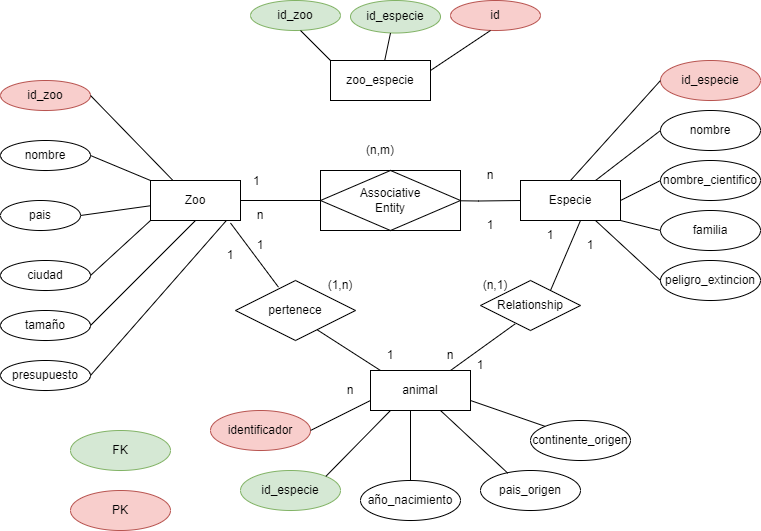 id_zoo
id_especie
id
zoo_especie
id_zoo
nombre
pais
ciudad
tamaño
presupuesto
Zoo
1
n
(n,m)
Associative
Entity
n
1
Especie
id_especie
nombre
nombre_cientifico
familia
peligro_extincion
1
1
1
1
(1,n)
pertenece
(n,1)
Relationship
1
n
1
n
animal
identificador
id_especie
año_nacimiento
pais_origen
continente_origen
FK
PK